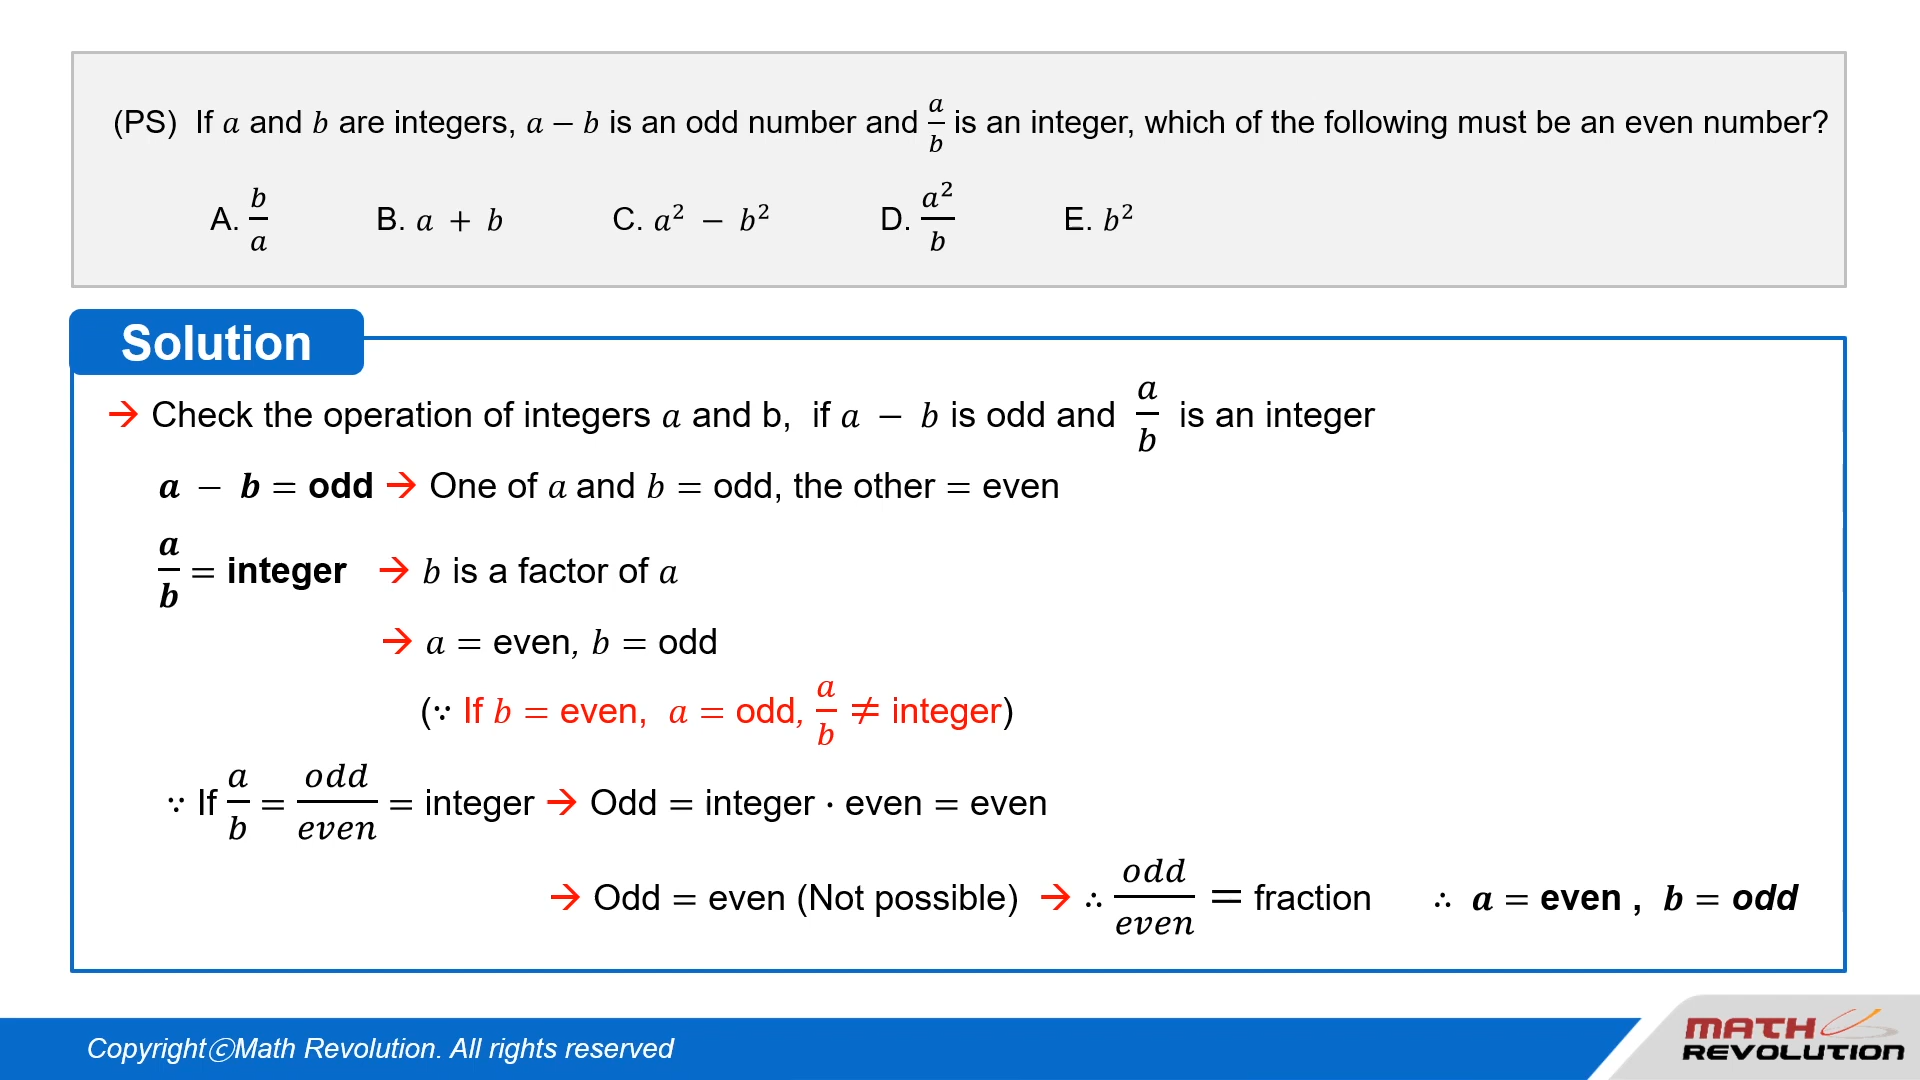 (PS) If a and b are integers, a − b is an odd number and a/b is an integer, which of the following must be an even number?
A. b/a B. a + b C. a² − b² D. a²/b E. b²
Solution
→ Check the operation of integers a and b, if a − b is odd and a/b is an integer
a − b = odd → One of a and b = odd, the other = even
a/b = integer → b is a factor of a
→ a = even, b = odd
(∵ If b = even, a = odd, a/b ≠ integer)
∵ If a/b = odd/even = integer → Odd = integer · even = even
→ Odd = even (Not possible) → ∴ odd/even = fraction ∴ a = even , b = odd
CopyrightⓒMath Revolution. All rights reserved
MATH
REVOLUTION